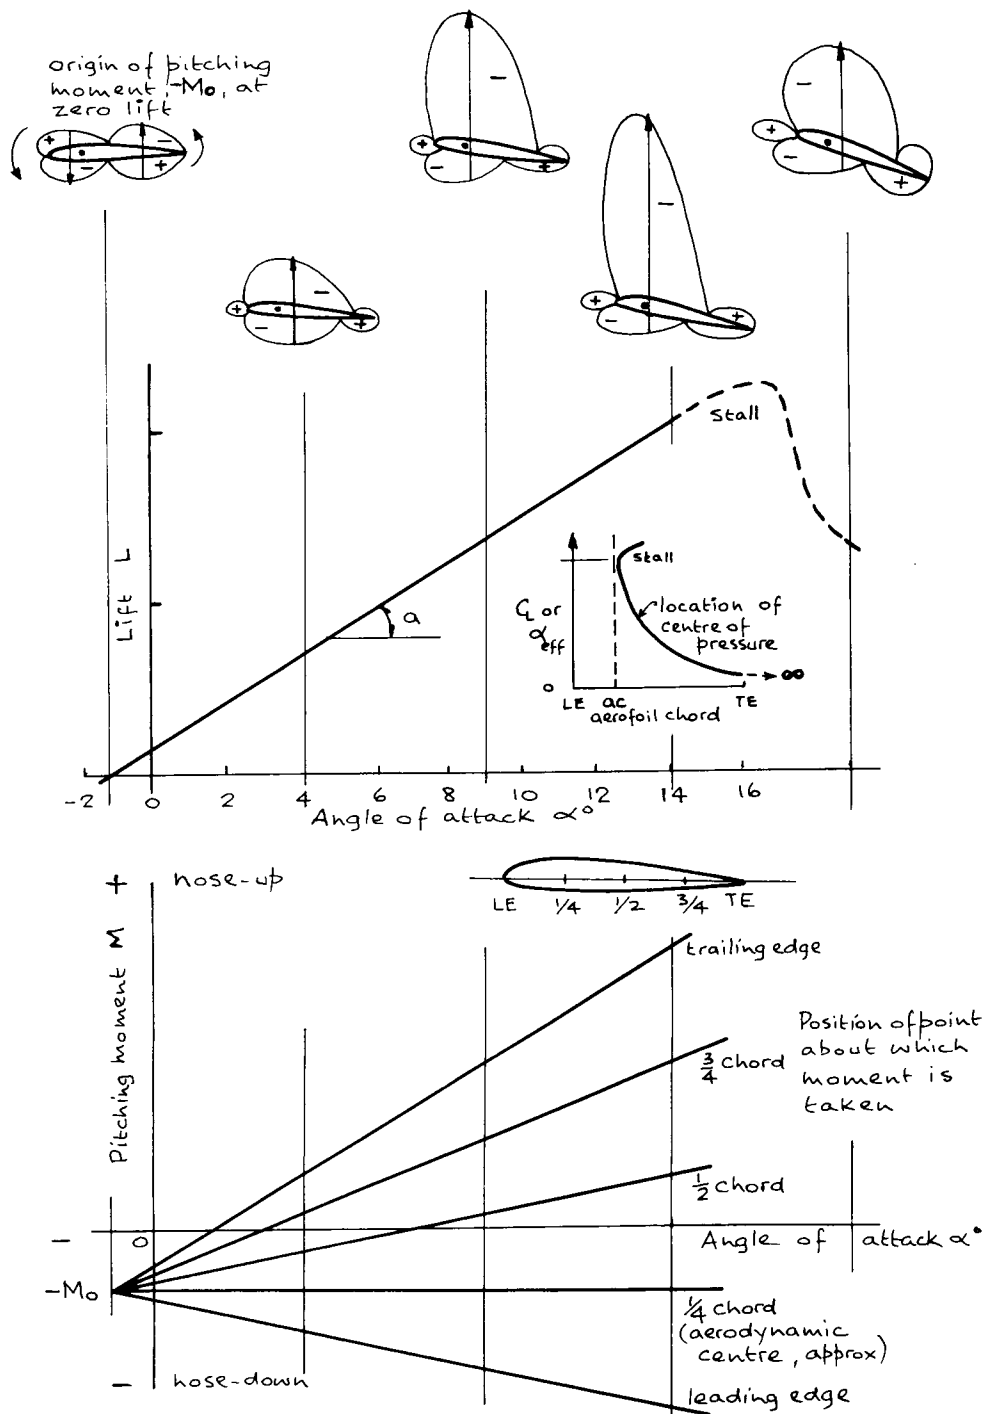 origin of pitching
moment, -Mo, at
zero lift
+
-
-
+
-
+
-
+
-
+
-
+
-
+
-
+
-
+
-
+
Stall
Lift L
a
CL or
αeff
0
Stall
location of
centre of
pressure
∞
LE ac TE
aerofoil chord
-2 0 2 4 6 8 10 12 14 16
Angle of attack α°
+ nose-up
LE 1/4 1/2 3/4 TE
Pitching moment M
trailing edge
3/4 chord
Position of point
about which
moment is
taken
1/2 chord
- 0
Angle of attack α°
-Mo
1/4 chord
(aerodynamic
centre, approx)
- nose-down
leading edge